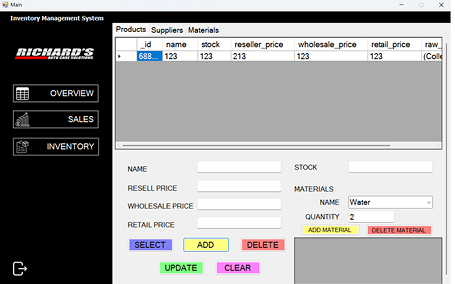 Main
Inventory Management System
RICHARD'S
AUTO CARE SOLUTIONS
OVERVIEW
SALES
INVENTORY
Products Suppliers Materials
_id name stock reseller_price wholesale_price retail_price raw_
688... 123 123 213 123 123 (Colle
NAME
RESELL PRICE
WHOLESALE PRICE
RETAIL PRICE
STOCK
MATERIALS
NAME Water
QUANTITY 2
ADD MATERIAL DELETE MATERIAL
SELECT ADD DELETE
UPDATE CLEAR